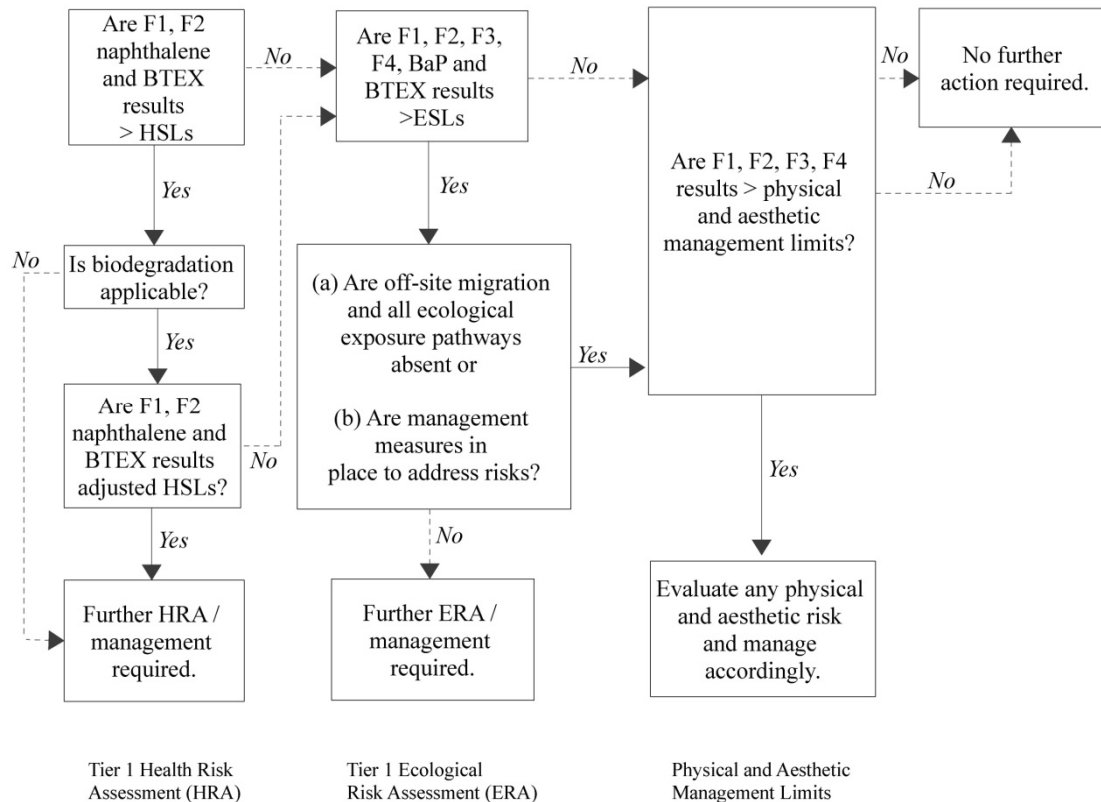 Are F1, F2
naphthalene
and BTEX
results
> HSLs
No
Are F1, F2, F3,
F4, BaP and
BTEX results
>ESLs
No
Are F1, F2, F3, F4
results > physical
and aesthetic
management limits?
No
No further
action required.
No
Yes
Yes
No
Is biodegradation
applicable?
Yes
(a) Are off-site migration
and all ecological
exposure pathways
absent or
(b) Are management
measures in
place to address risks?
Yes
Are F1, F2
naphthalene and
BTEX results
adjusted HSLs?
No
Yes
Yes
No
Further HRA /
management
required.
Further ERA /
management
required.
Evaluate any physical
and aesthetic risk
and manage
accordingly.
Tier 1 Health Risk
Assessment (HRA)
Tier 1 Ecological
Risk Assessment (ERA)
Physical and Aesthetic
Management Limits